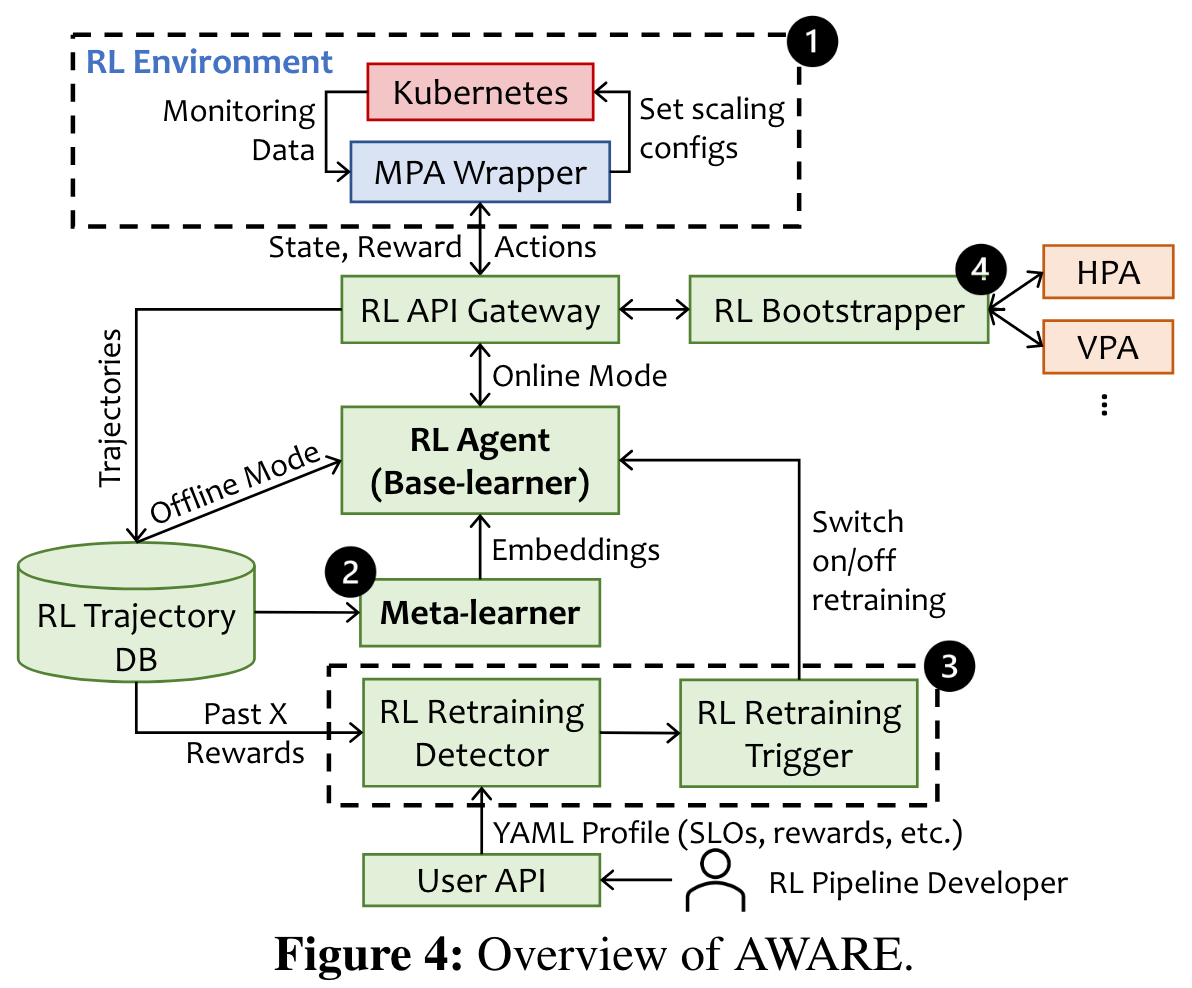 1
RL Environment
Kubernetes
Monitoring
Data
Set scaling
configs
MPA Wrapper
State, Reward
Actions
4
HPA
RL API Gateway
RL Bootstrapper
VPA
⋮
Trajectories
Online Mode
RL Agent
(Base-learner)
Offline Mode
Switch
on/off
retraining
Embeddings
2
Meta-learner
RL Trajectory
DB
3
Past X
Rewards
RL Retraining
Detector
RL Retraining
Trigger
YAML Profile (SLOs, rewards, etc.)
User API
RL Pipeline Developer
Figure 4: Overview of AWARE.